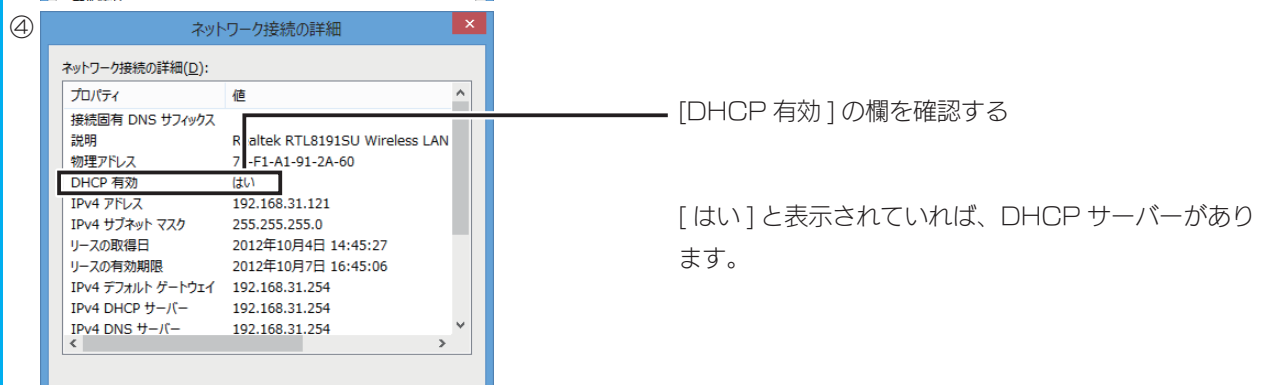 ④
ネットワーク接続の詳細
ネットワーク接続の詳細(D):
プロパティ 値
接続固有 DNS サフィックス
説明 Realtek RTL8191SU Wireless LAN
物理アドレス 7 -F1-A1-91-2A-60
DHCP 有効 はい
IPv4 アドレス 192.168.31.121
IPv4 サブネット マスク 255.255.255.0
リースの取得日 2012年10月4日 14:45:27
リースの有効期限 2012年10月7日 16:45:06
IPv4 デフォルト ゲートウェイ 192.168.31.254
IPv4 DHCP サーバー 192.168.31.254
IPv4 DNS サーバー 192.168.31.254
[DHCP 有効 ] の欄を確認する
[ はい ] と表示されていれば、DHCP サーバーがあり
ます。